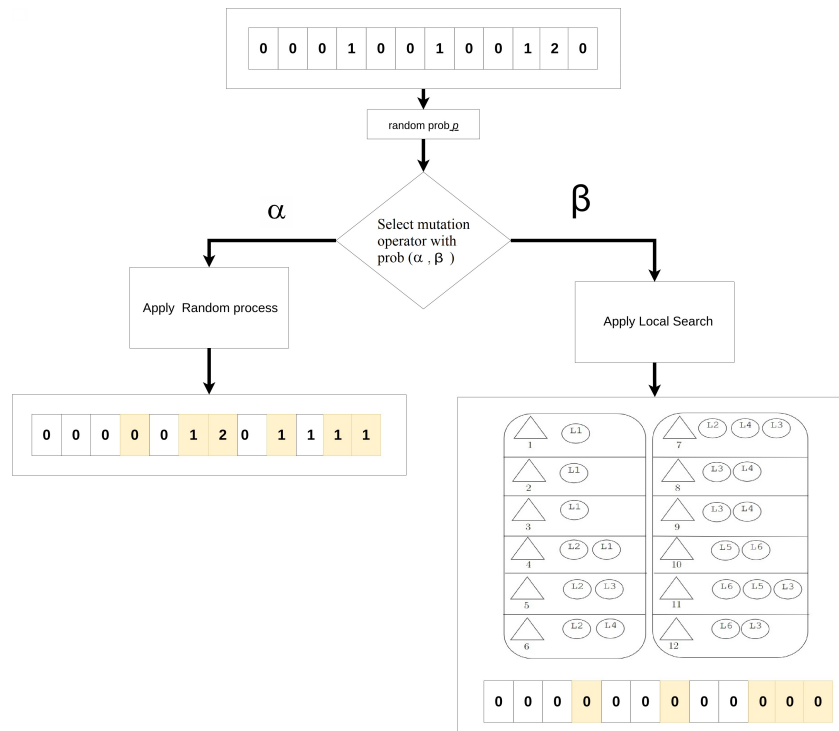 0 0 0 1 0 0 1 0 0 1 2 0
random prob p
α
β
Select mutation
operator with
prob (α , β )
Apply Random process
Apply Local Search
0 0 0 0 0 1 2 0 1 1 1 1
1 L1
2 L1
3 L1
4 L2 L1
5 L2 L3
6 L2 L4
7 L2 L4 L3
8 L3 L4
9 L3 L4
10 L5 L6
11 L6 L5 L3
12 L6 L3
0 0 0 0 0 0 0 0 0 0 0 0